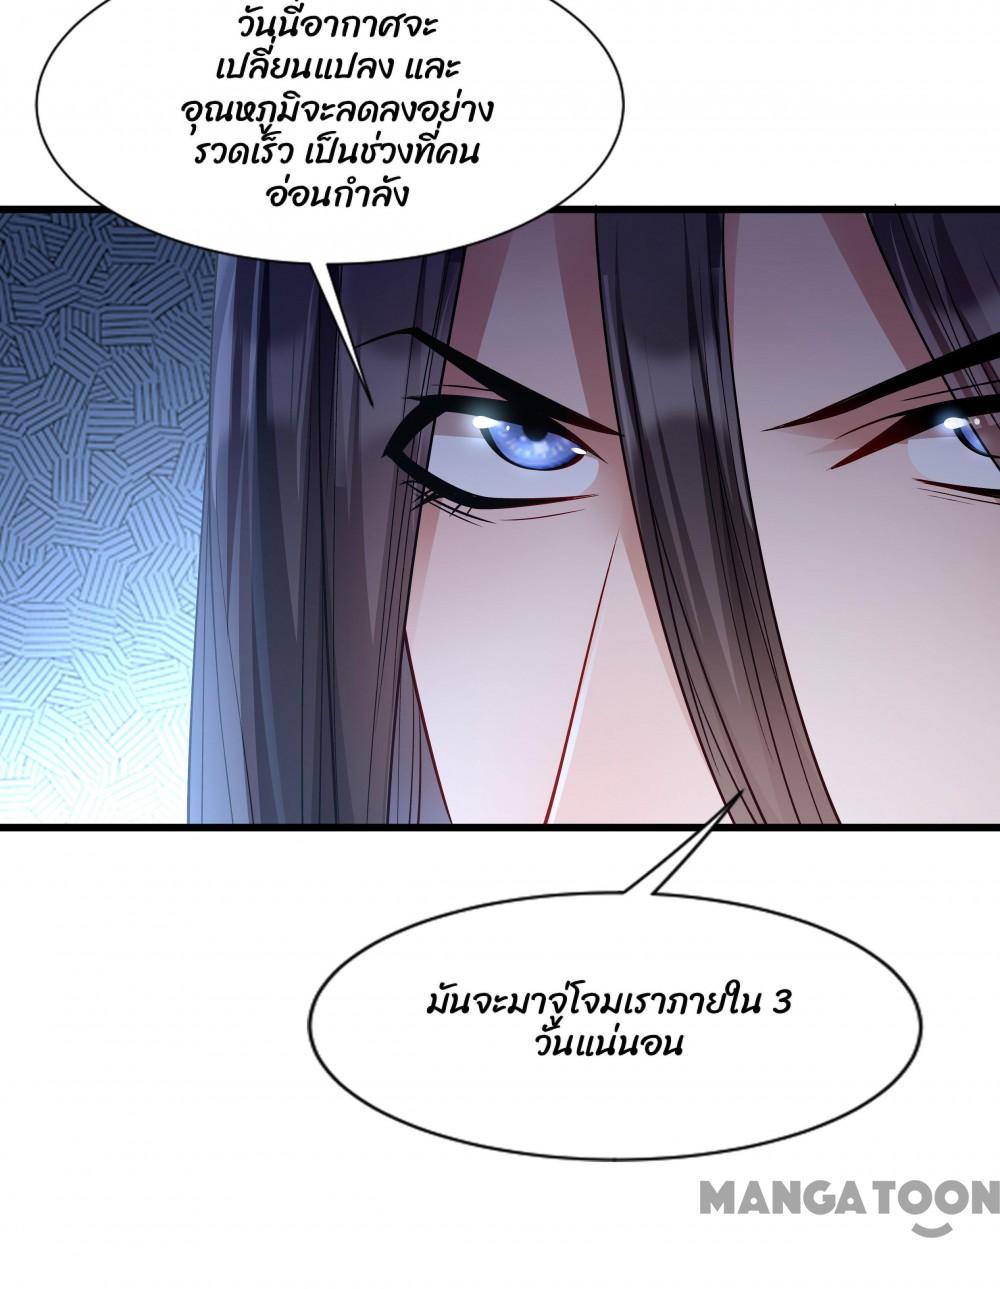 วันนี้อากาศจะ
เปลี่ยนแปลง และ
อุณหภูมิจะลดลงอย่าง
รวดเร็ว เป็นช่วงที่คน
อ่อนกำลัง
มันจะมาจู่โจมเราภายใน 3
วันแน่นอน
MANGATOON